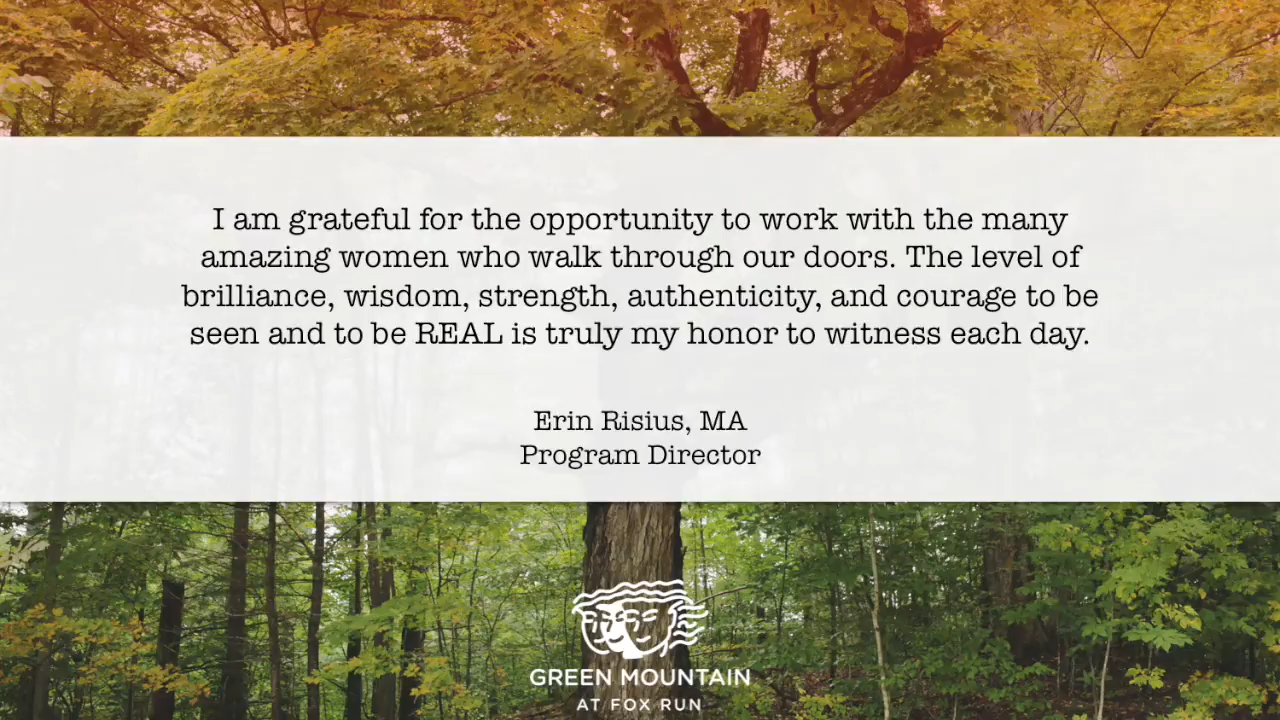 I am grateful for the opportunity to work with the many
amazing women who walk through our doors. The level of
brilliance, wisdom, strength, authenticity, and courage to be
seen and to be REAL is truly my honor to witness each day.
Erin Risius, MA
Program Director
GREEN MOUNTAIN
AT FOX RUN